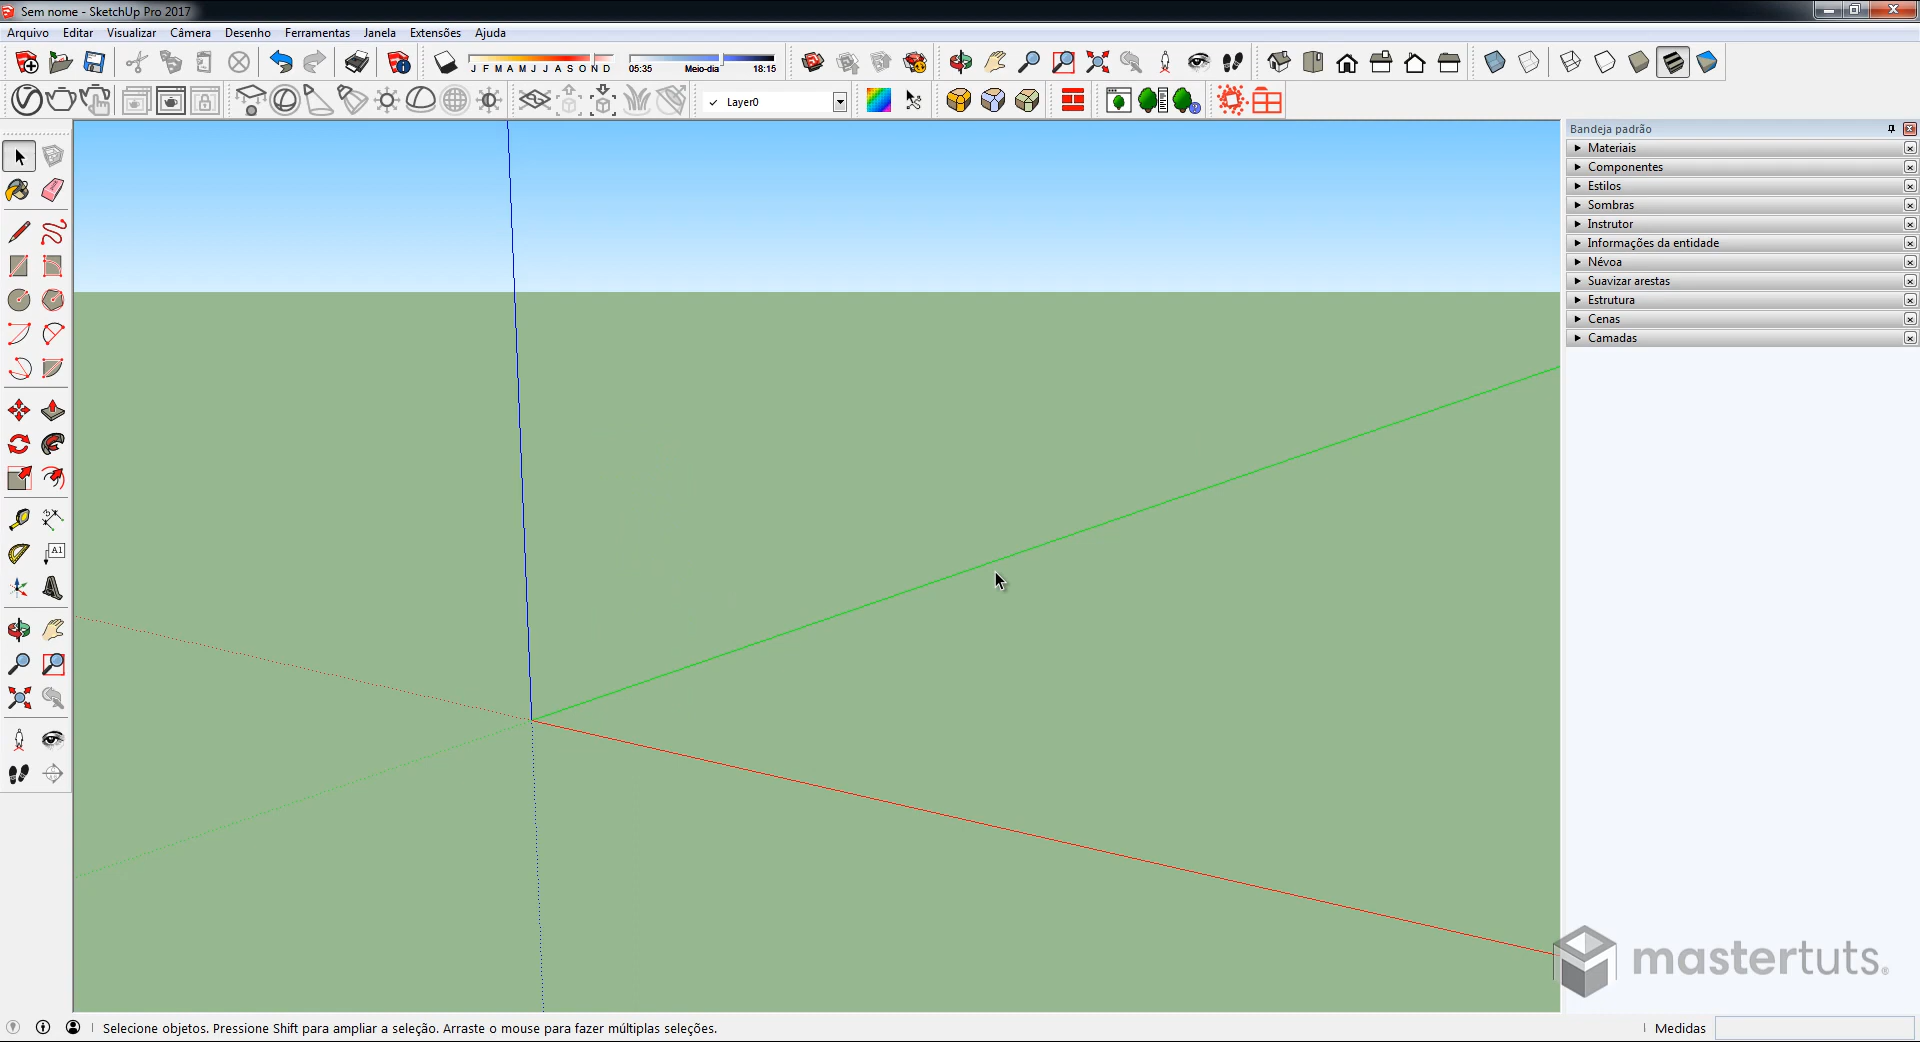 Sem nome - SketchUp Pro 2017
Arquivo Editar Visualizar Câmera Desenho Ferramentas Janela Extensões Ajuda
J F M A M J J A S O N D
05:35 Meio-dia 18:15
Layer0
Bandeja padrão
Materiais
Componentes
Estilos
Sombras
Instrutor
Informações da entidade
Névoa
Suavizar arestas
Estrutura
Cenas
Camadas
A1
mastertuts.®
Selecione objetos. Pressione Shift para ampliar a seleção. Arraste o mouse para fazer múltiplas seleções.
Medidas